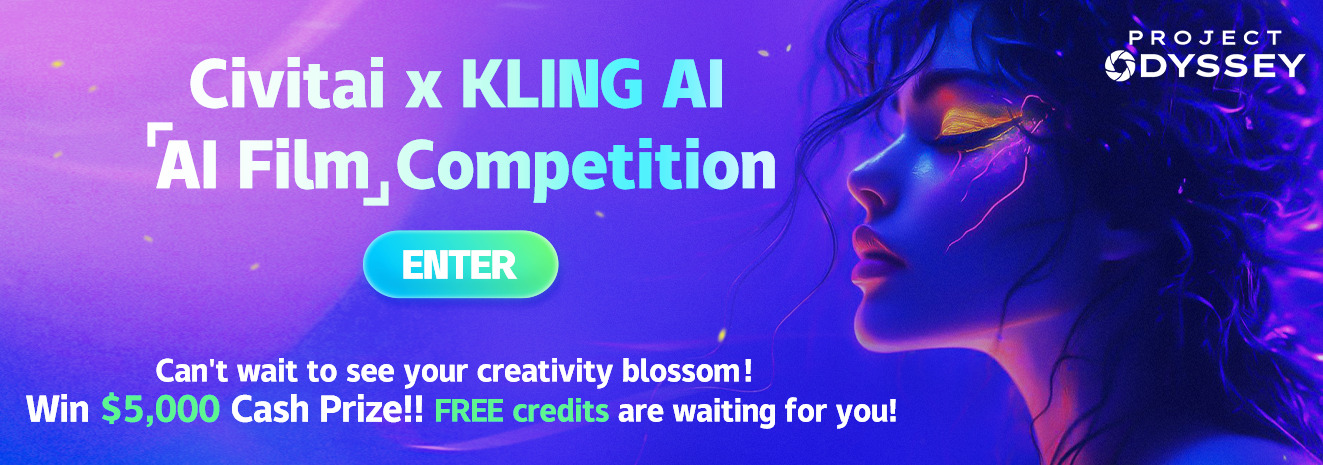 Civitai x KLING AI
「AI Film」Competition
ENTER
Can't wait to see your creativity blossom!
Win $5,000 Cash Prize!! FREE credits are waiting for you!
PROJECT
ODYSSEY